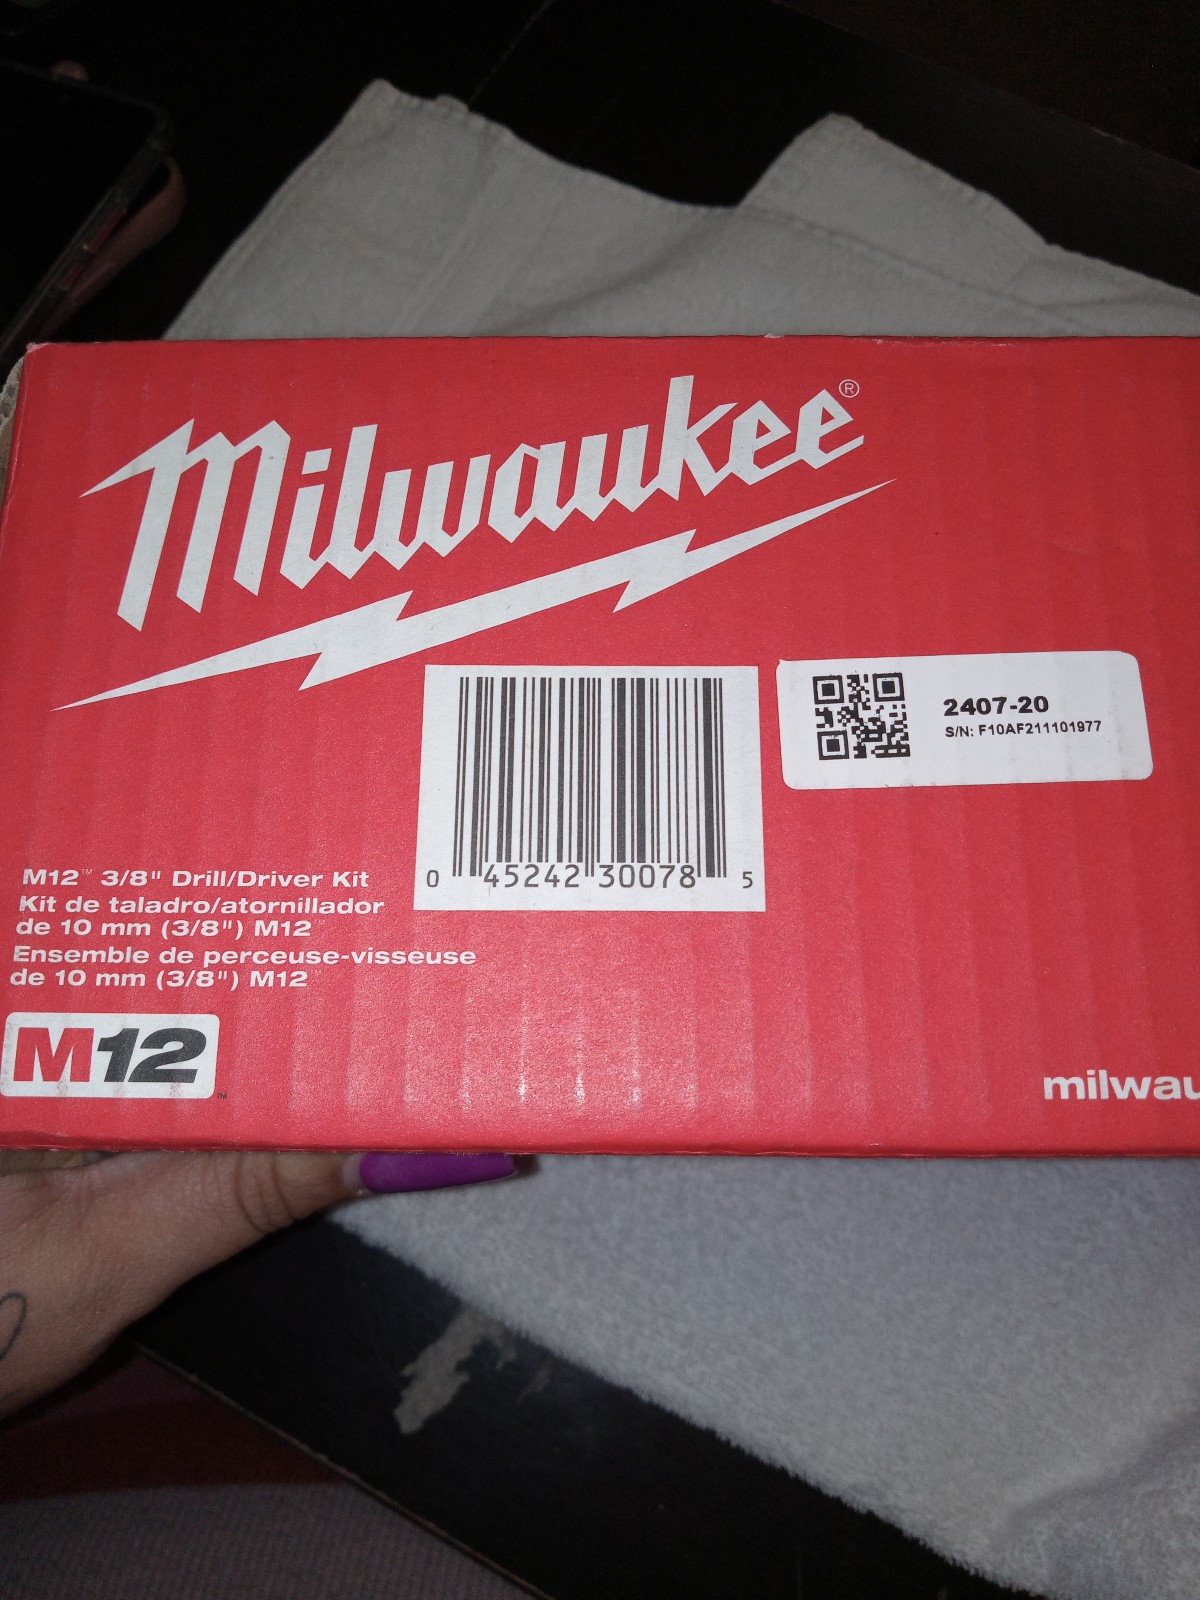 Milwaukee®
2407-20
S/N: F10AF211101977
0 45242 30078 5
M12™ 3/8" Drill/Driver Kit
Kit de taladro/atornillador
de 10 mm (3/8") M12™
Ensemble de perceuse-visseuse
de 10 mm (3/8") M12™
M12™
milwau